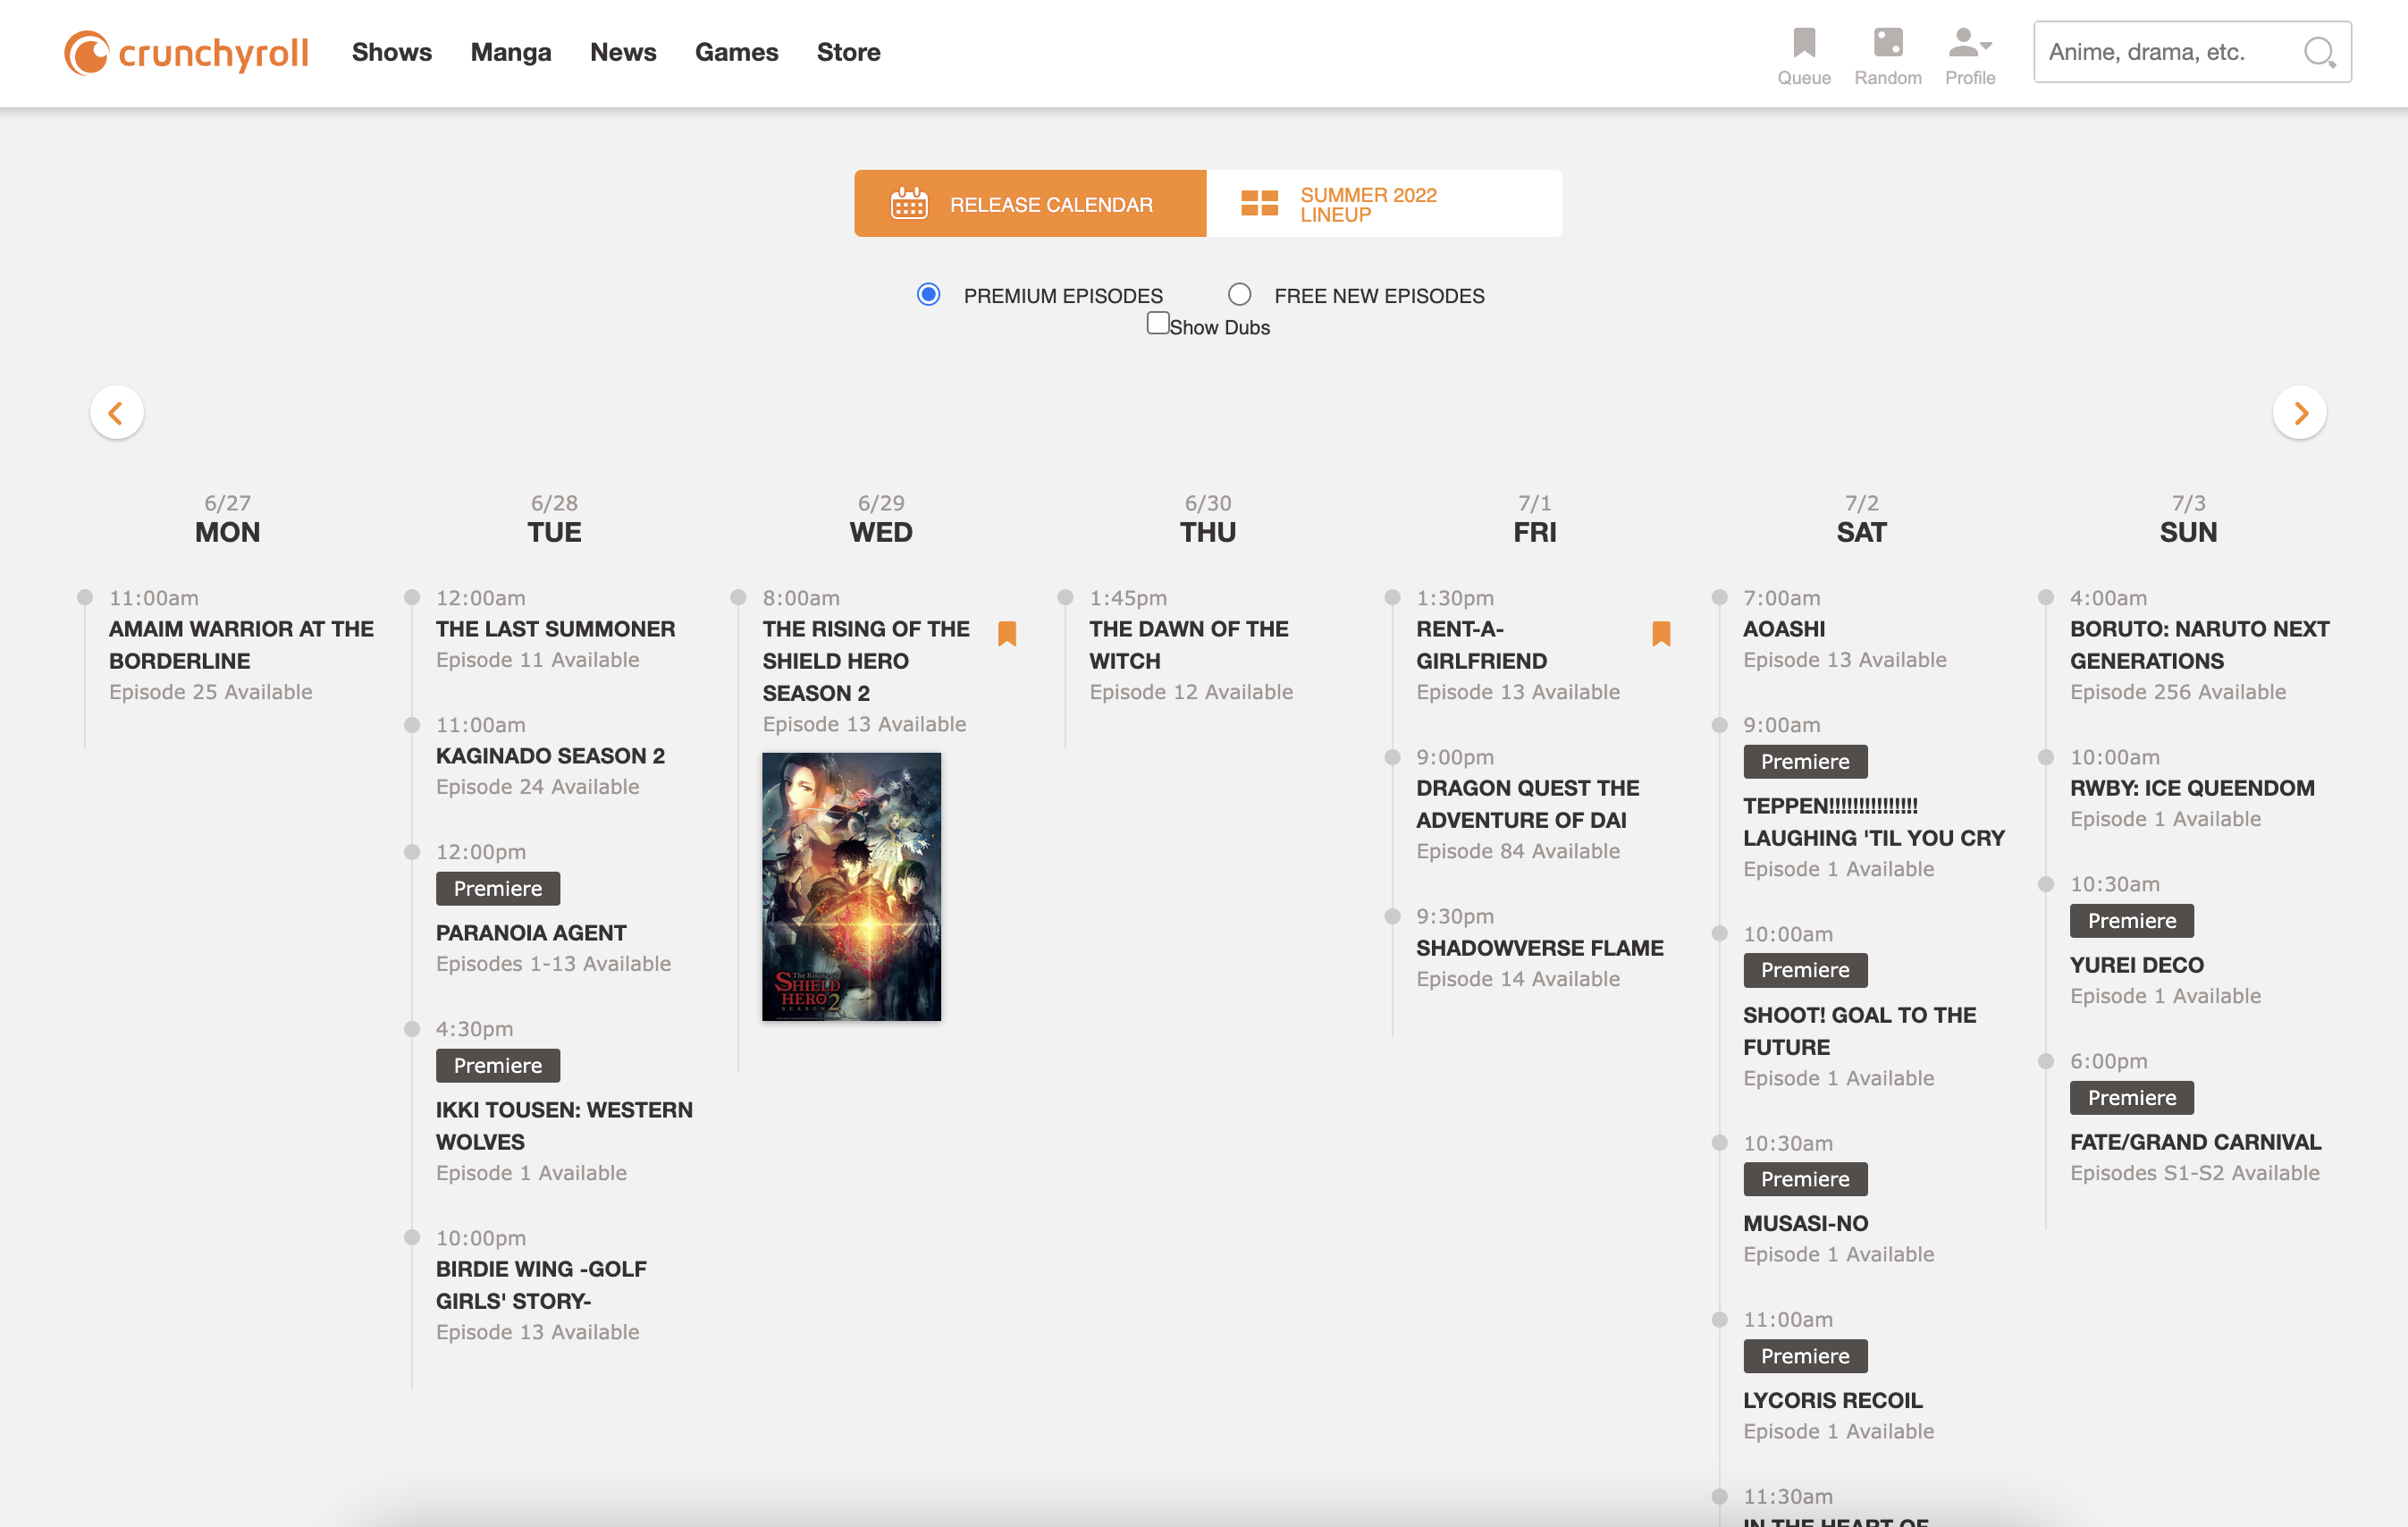 crunchyroll
Shows
Manga
News
Games
Store
Queue
Random
Profile
Anime, drama, etc.
RELEASE CALENDAR
SUMMER 2022
LINEUP
PREMIUM EPISODES
FREE NEW EPISODES
Show Dubs
6/27
MON
11:00am
AMAIM WARRIOR AT THE
BORDERLINE
Episode 25 Available
6/28
TUE
12:00am
THE LAST SUMMONER
Episode 11 Available
11:00am
KAGINADO SEASON 2
Episode 24 Available
12:00pm
Premiere
PARANOIA AGENT
Episodes 1-13 Available
4:30pm
Premiere
IKKI TOUSEN: WESTERN
WOLVES
Episode 1 Available
10:00pm
BIRDIE WING -GOLF
GIRLS' STORY-
Episode 13 Available
6/29
WED
8:00am
THE RISING OF THE
SHIELD HERO
SEASON 2
Episode 13 Available
The Rising of
SHIELD
HERO 2
SEASON
6/30
THU
1:45pm
THE DAWN OF THE
WITCH
Episode 12 Available
7/1
FRI
1:30pm
RENT-A-
GIRLFRIEND
Episode 13 Available
9:00pm
DRAGON QUEST THE
ADVENTURE OF DAI
Episode 84 Available
9:30pm
SHADOWVERSE FLAME
Episode 14 Available
7/2
SAT
7:00am
AOASHI
Episode 13 Available
9:00am
Premiere
TEPPEN!!!!!!!!!!!!!!!
LAUGHING 'TIL YOU CRY
Episode 1 Available
10:00am
Premiere
SHOOT! GOAL TO THE
FUTURE
Episode 1 Available
10:30am
Premiere
MUSASI-NO
Episode 1 Available
11:00am
Premiere
LYCORIS RECOIL
Episode 1 Available
11:30am
IN THE HEART OF
7/3
SUN
4:00am
BORUTO: NARUTO NEXT
GENERATIONS
Episode 256 Available
10:00am
RWBY: ICE QUEENDOM
Episode 1 Available
10:30am
Premiere
YUREI DECO
Episode 1 Available
6:00pm
Premiere
FATE/GRAND CARNIVAL
Episodes S1-S2 Available